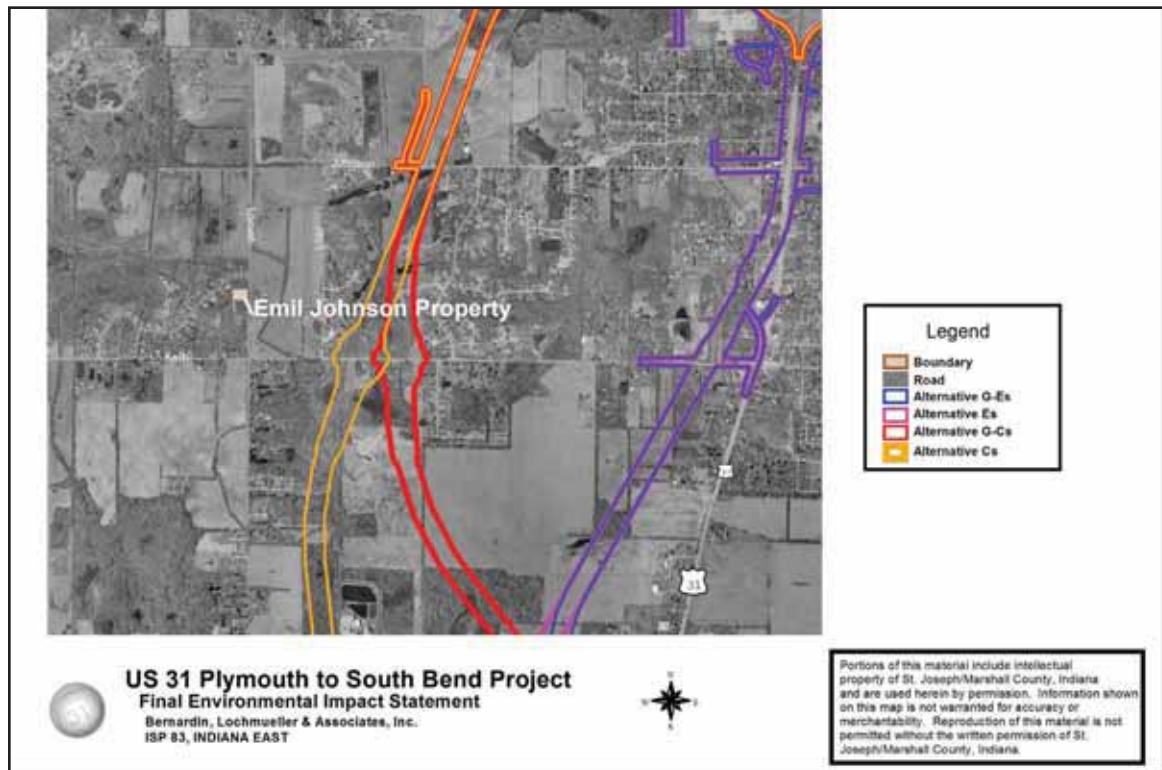 Emil Johnson Property
31
Legend
Boundary
Road
Alternative G-Es
Alternative Es
Alternative G-Cs
Alternative Cs
US 31 Plymouth to South Bend Project
Final Environmental Impact Statement
Bernardin, Lochmueller & Associates, Inc.
ISP 83, INDIANA EAST
Portions of this material include intellectual
property of St. Joseph/Marshall County, Indiana
and are used herein by permission. Information shown
on this map is not warranted for accuracy or
merchantability. Reproduction of this material is not
permitted without the written permission of St.
Joseph/Marshall County, Indiana.